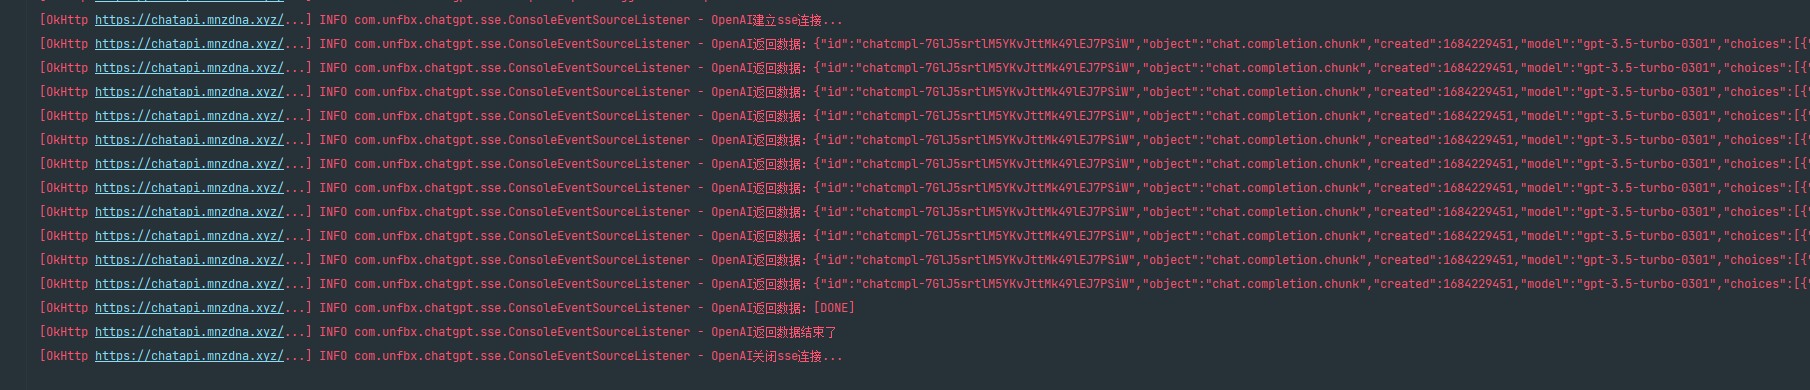 [OkHttp https://chatapi.mnzdna.xyz/...] INFO com.unfbx.chatgpt.sse.ConsoleEventSourceListener - OpenAI建立sse连接...
[OkHttp https://chatapi.mnzdna.xyz/...] INFO com.unfbx.chatgpt.sse.ConsoleEventSourceListener - OpenAI返回数据：{"id":"chatcmpl-7GlJ5srtlM5YKvJttMk49lEJ7PSiW","object":"chat.completion.chunk","created":1684229451,"model":"gpt-3.5-turbo-0301","choices":[{"
[OkHttp https://chatapi.mnzdna.xyz/...] INFO com.unfbx.chatgpt.sse.ConsoleEventSourceListener - OpenAI返回数据：{"id":"chatcmpl-7GlJ5srtlM5YKvJttMk49lEJ7PSiW","object":"chat.completion.chunk","created":1684229451,"model":"gpt-3.5-turbo-0301","choices":[{"
[OkHttp https://chatapi.mnzdna.xyz/...] INFO com.unfbx.chatgpt.sse.ConsoleEventSourceListener - OpenAI返回数据：{"id":"chatcmpl-7GlJ5srtlM5YKvJttMk49lEJ7PSiW","object":"chat.completion.chunk","created":1684229451,"model":"gpt-3.5-turbo-0301","choices":[{"
[OkHttp https://chatapi.mnzdna.xyz/...] INFO com.unfbx.chatgpt.sse.ConsoleEventSourceListener - OpenAI返回数据：{"id":"chatcmpl-7GlJ5srtlM5YKvJttMk49lEJ7PSiW","object":"chat.completion.chunk","created":1684229451,"model":"gpt-3.5-turbo-0301","choices":[{"
[OkHttp https://chatapi.mnzdna.xyz/...] INFO com.unfbx.chatgpt.sse.ConsoleEventSourceListener - OpenAI返回数据：{"id":"chatcmpl-7GlJ5srtlM5YKvJttMk49lEJ7PSiW","object":"chat.completion.chunk","created":1684229451,"model":"gpt-3.5-turbo-0301","choices":[{"
[OkHttp https://chatapi.mnzdna.xyz/...] INFO com.unfbx.chatgpt.sse.ConsoleEventSourceListener - OpenAI返回数据：{"id":"chatcmpl-7GlJ5srtlM5YKvJttMk49lEJ7PSiW","object":"chat.completion.chunk","created":1684229451,"model":"gpt-3.5-turbo-0301","choices":[{"
[OkHttp https://chatapi.mnzdna.xyz/...] INFO com.unfbx.chatgpt.sse.ConsoleEventSourceListener - OpenAI返回数据：{"id":"chatcmpl-7GlJ5srtlM5YKvJttMk49lEJ7PSiW","object":"chat.completion.chunk","created":1684229451,"model":"gpt-3.5-turbo-0301","choices":[{"
[OkHttp https://chatapi.mnzdna.xyz/...] INFO com.unfbx.chatgpt.sse.ConsoleEventSourceListener - OpenAI返回数据：{"id":"chatcmpl-7GlJ5srtlM5YKvJttMk49lEJ7PSiW","object":"chat.completion.chunk","created":1684229451,"model":"gpt-3.5-turbo-0301","choices":[{"
[OkHttp https://chatapi.mnzdna.xyz/...] INFO com.unfbx.chatgpt.sse.ConsoleEventSourceListener - OpenAI返回数据：{"id":"chatcmpl-7GlJ5srtlM5YKvJttMk49lEJ7PSiW","object":"chat.completion.chunk","created":1684229451,"model":"gpt-3.5-turbo-0301","choices":[{"
[OkHttp https://chatapi.mnzdna.xyz/...] INFO com.unfbx.chatgpt.sse.ConsoleEventSourceListener - OpenAI返回数据：{"id":"chatcmpl-7GlJ5srtlM5YKvJttMk49lEJ7PSiW","object":"chat.completion.chunk","created":1684229451,"model":"gpt-3.5-turbo-0301","choices":[{"
[OkHttp https://chatapi.mnzdna.xyz/...] INFO com.unfbx.chatgpt.sse.ConsoleEventSourceListener - OpenAI返回数据：{"id":"chatcmpl-7GlJ5srtlM5YKvJttMk49lEJ7PSiW","object":"chat.completion.chunk","created":1684229451,"model":"gpt-3.5-turbo-0301","choices":[{"
[OkHttp https://chatapi.mnzdna.xyz/...] INFO com.unfbx.chatgpt.sse.ConsoleEventSourceListener - OpenAI返回数据：[DONE]
[OkHttp https://chatapi.mnzdna.xyz/...] INFO com.unfbx.chatgpt.sse.ConsoleEventSourceListener - OpenAI返回数据结束了
[OkHttp https://chatapi.mnzdna.xyz/...] INFO com.unfbx.chatgpt.sse.ConsoleEventSourceListener - OpenAI关闭sse连接...